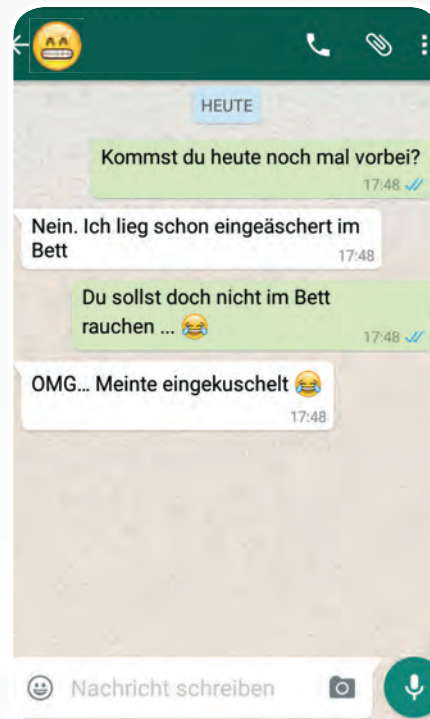 HEUTE
Kommst du heute noch mal vorbei?
17:48
Nein. Ich lieg schon eingeäschert im
Bett
17:48
Du sollst doch nicht im Bett
rauchen ... 😂
17:48
OMG... Meinte eingekuschelt 😂
17:48
Nachricht schreiben